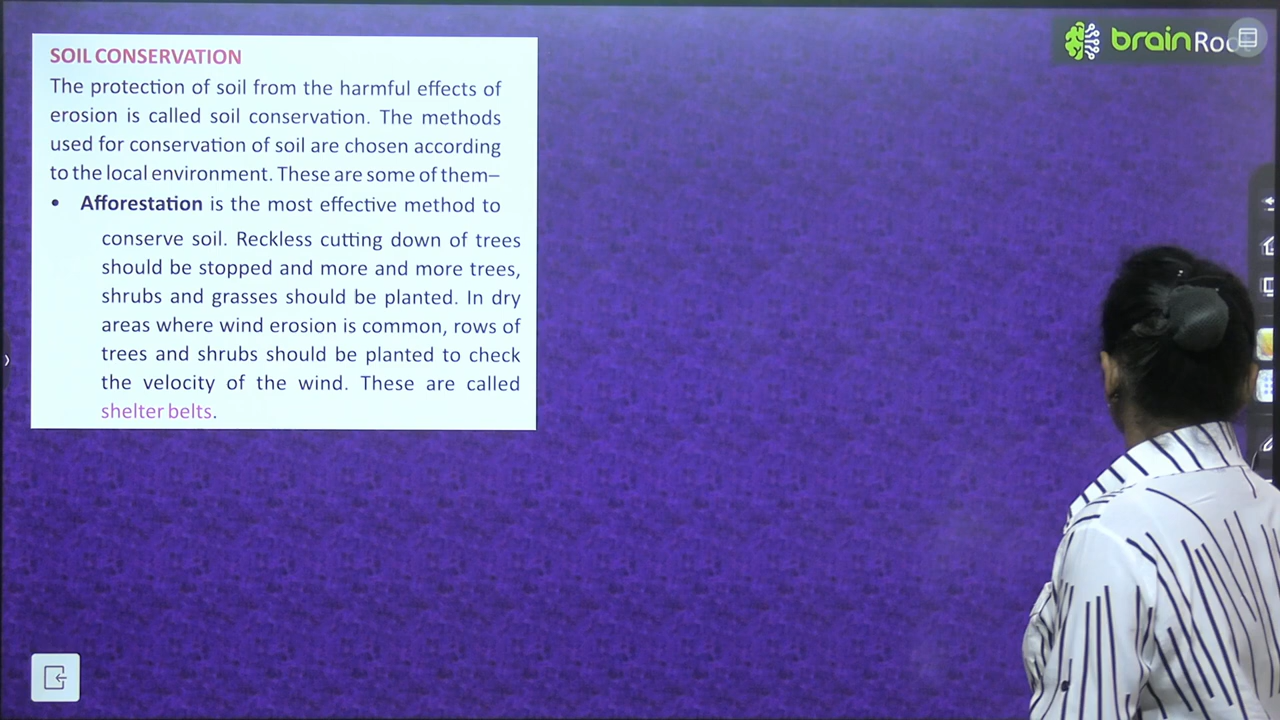 SOIL CONSERVATION
The protection of soil from the harmful effects of
erosion is called soil conservation. The methods
used for conservation of soil are chosen according
to the local environment. These are some of them–
• Afforestation is the most effective method to
conserve soil. Reckless cutting down of trees
should be stopped and more and more trees,
shrubs and grasses should be planted. In dry
areas where wind erosion is common, rows of
trees and shrubs should be planted to check
the velocity of the wind. These are called
shelter belts.
brain